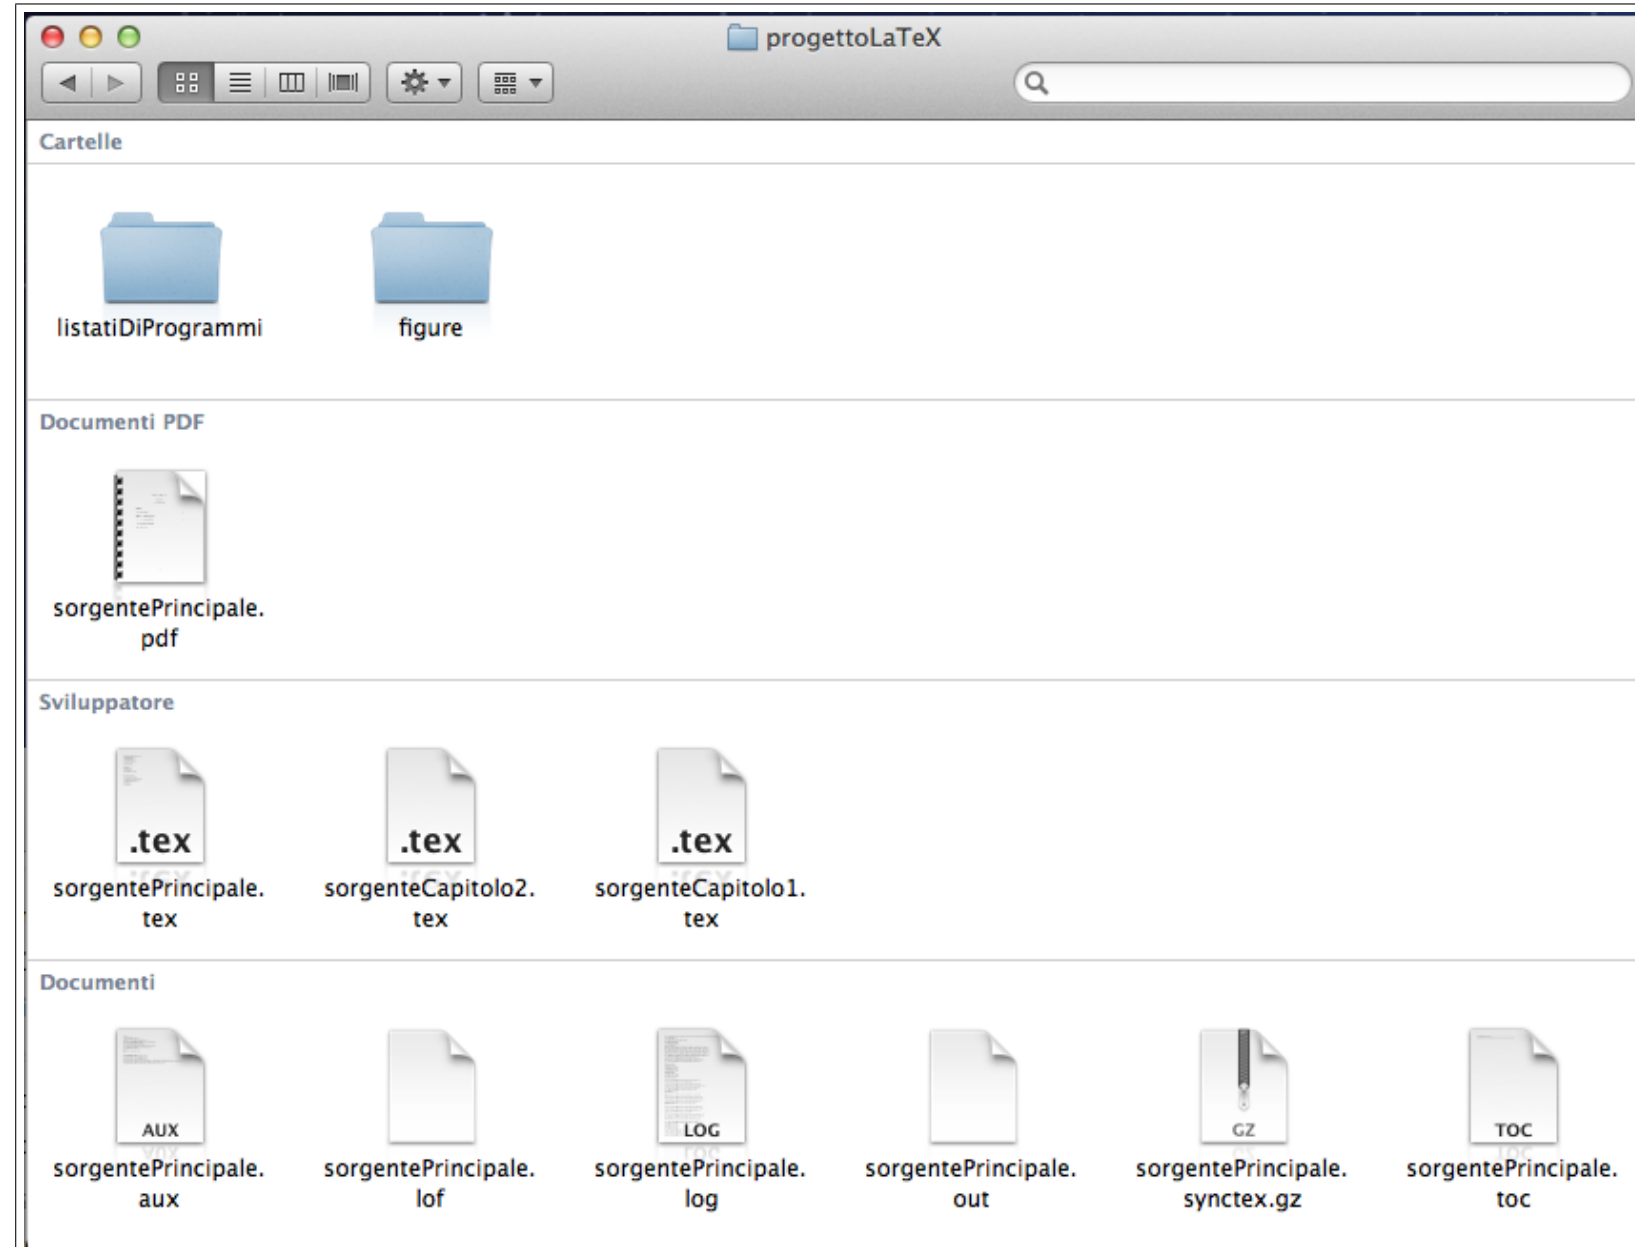 progettoLaTeX
Cartelle
listatiDiProgrammi figure
Documenti PDF
sorgentePrincipale.
pdf
Sviluppatore
.tex .tex .tex
sorgentePrincipale. sorgenteCapitolo2. sorgenteCapitolo1.
tex tex tex
Documenti
AUX LOG GZ TOC
sorgentePrincipale. sorgentePrincipale. sorgentePrincipale. sorgentePrincipale. sorgentePrincipale. sorgentePrincipale.
aux lof log out synctex.gz toc